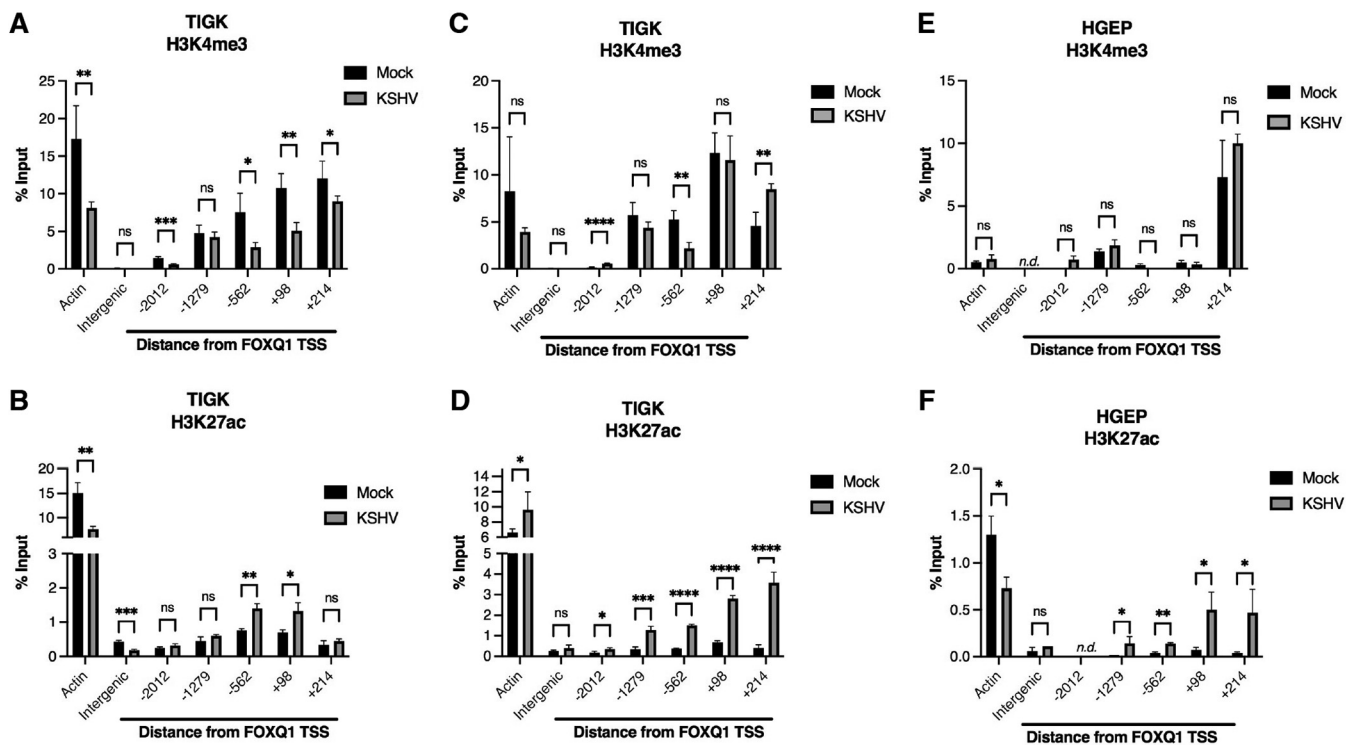 A
TIGK
H3K4me3
Mock
KSHV
% Input
25
20
15
10
5
0
**
ns
***
ns
*
**
*
Actin
Intergenic
-2012
-1279
-562
+98
+214
Distance from FOXQ1 TSS
C
TIGK
H3K4me3
Mock
KSHV
% Input
20
15
10
5
0
ns
ns
****
ns
**
ns
**
Actin
Intergenic
-2012
-1279
-562
+98
+214
Distance from FOXQ1 TSS
E
HGEP
H3K4me3
Mock
KSHV
% Input
15
10
5
0
ns
n.d.
ns
ns
ns
ns
ns
Actin
Intergenic
-2012
-1279
-562
+98
+214
Distance from FOXQ1 TSS
B
TIGK
H3K27ac
Mock
KSHV
% Input
20
15
10
3
2
1
0
**
***
ns
ns
**
*
ns
Actin
Intergenic
-2012
-1279
-562
+98
+214
Distance from FOXQ1 TSS
D
TIGK
H3K27ac
Mock
KSHV
% Input
14
12
10
8
6
5
4
3
2
1
0
*
ns
*
***
****
****
****
Actin
Intergenic
-2012
-1279
-562
+98
+214
Distance from FOXQ1 TSS
F
HGEP
H3K27ac
Mock
KSHV
% Input
2.0
1.5
1.0
0.5
0.0
*
ns
n.d.
*
**
*
*
Actin
Intergenic
-2012
-1279
-562
+98
+214
Distance from FOXQ1 TSS